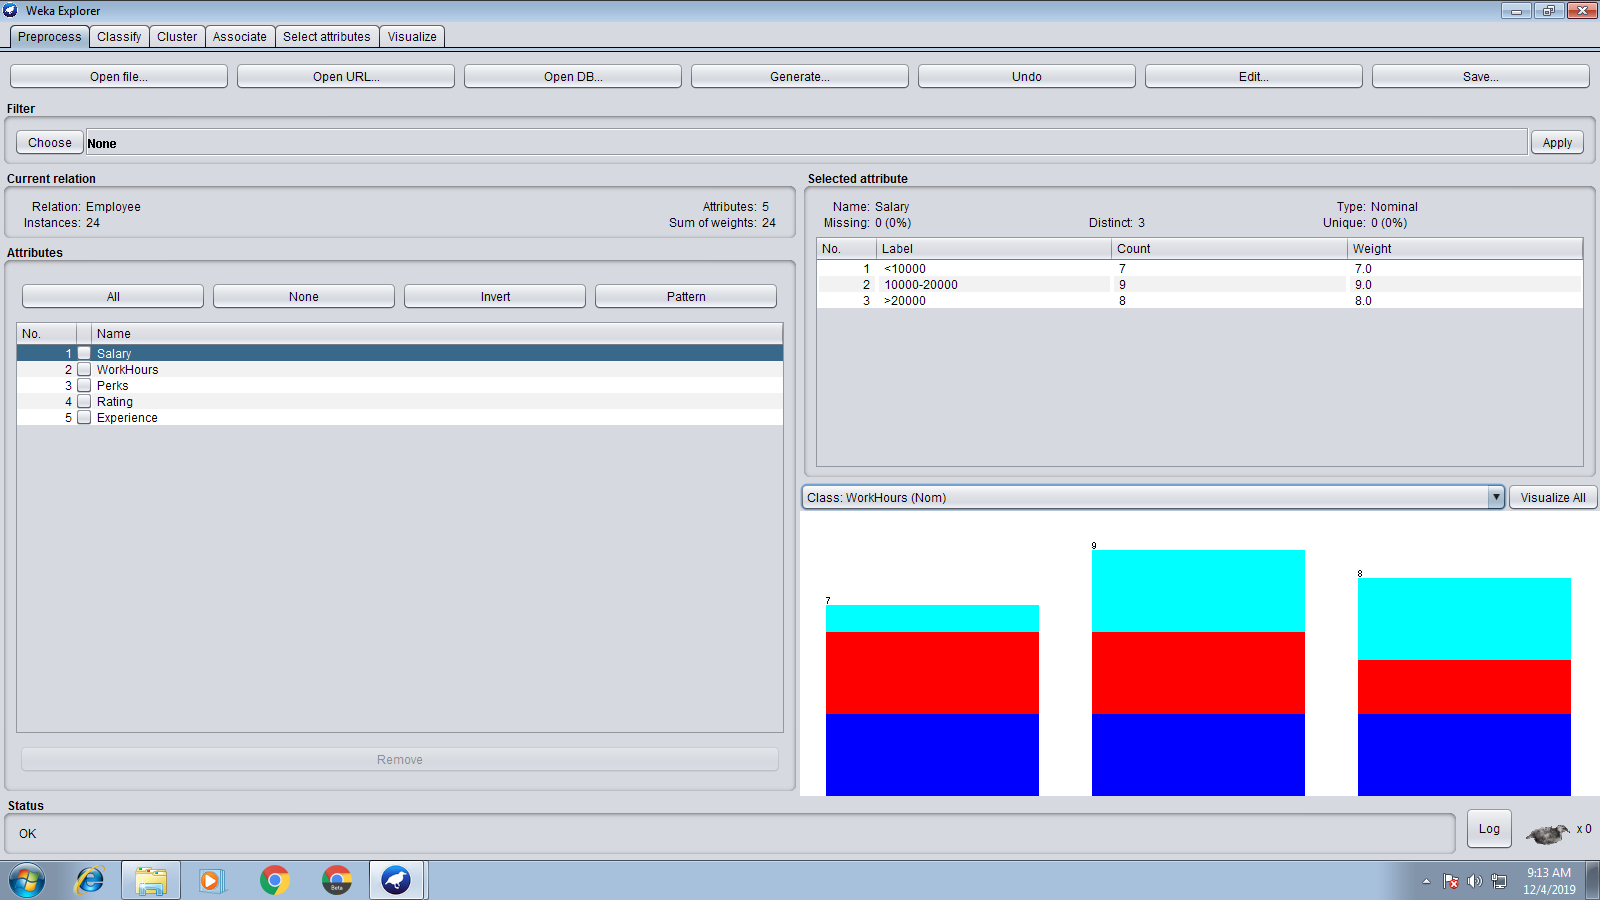 Weka Explorer
Preprocess Classify Cluster Associate Select attributes Visualize
Open file... Open URL... Open DB... Generate... Undo Edit... Save...
Filter
Choose None Apply
Current relation
Relation: Employee Attributes: 5
Instances: 24 Sum of weights: 24
Attributes
All None Invert Pattern
No. Name
1 Salary
2 WorkHours
3 Perks
4 Rating
5 Experience
Remove
Selected attribute
Name: Salary Type: Nominal
Missing: 0 (0%) Distinct: 3 Unique: 0 (0%)
No. Label Count Weight
1 <10000 7 7.0
2 10000-20000 9 9.0
3 >20000 8 8.0
Class: WorkHours (Nom) Visualize All
7 9 8
Status
OK
Log x 0
Beta
9:13 AM
12/4/2019